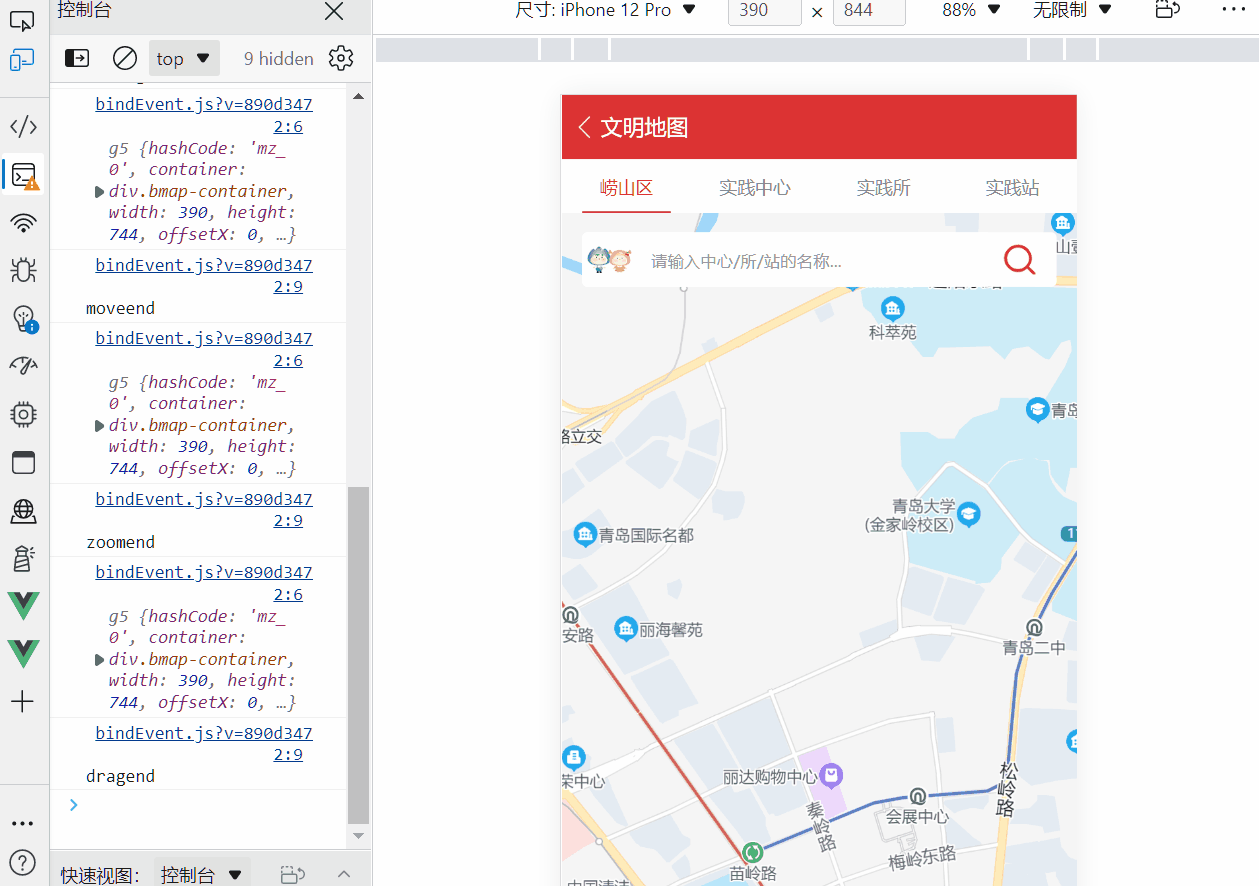 控制台
尺寸: iPhone 12 Pro
390
×
844
88%
无限制
top
9 hidden
bindEvent.js?v=890d347
2:6
g5 {hashCode: 'mz_
0', container:
div.bmap-container,
width: 390, height:
744, offsetX: 0, …}
bindEvent.js?v=890d347
2:9
moveend
bindEvent.js?v=890d347
2:6
g5 {hashCode: 'mz_
0', container:
div.bmap-container,
width: 390, height:
744, offsetX: 0, …}
bindEvent.js?v=890d347
2:9
zoomend
bindEvent.js?v=890d347
2:6
g5 {hashCode: 'mz_
0', container:
div.bmap-container,
width: 390, height:
744, offsetX: 0, …}
bindEvent.js?v=890d347
2:9
dragend
快速视图:
控制台
文明地图
崂山区
实践中心
实践所
实践站
请输入中心/所/站的名称...
科萃苑
青岛
路立交
青岛大学
(金家岭校区)
青岛国际名都
安路
丽海馨苑
青岛二中
丽达购物中心
荣中心
秦岭路
松岭路
会展中心
梅岭东路
苗岭路